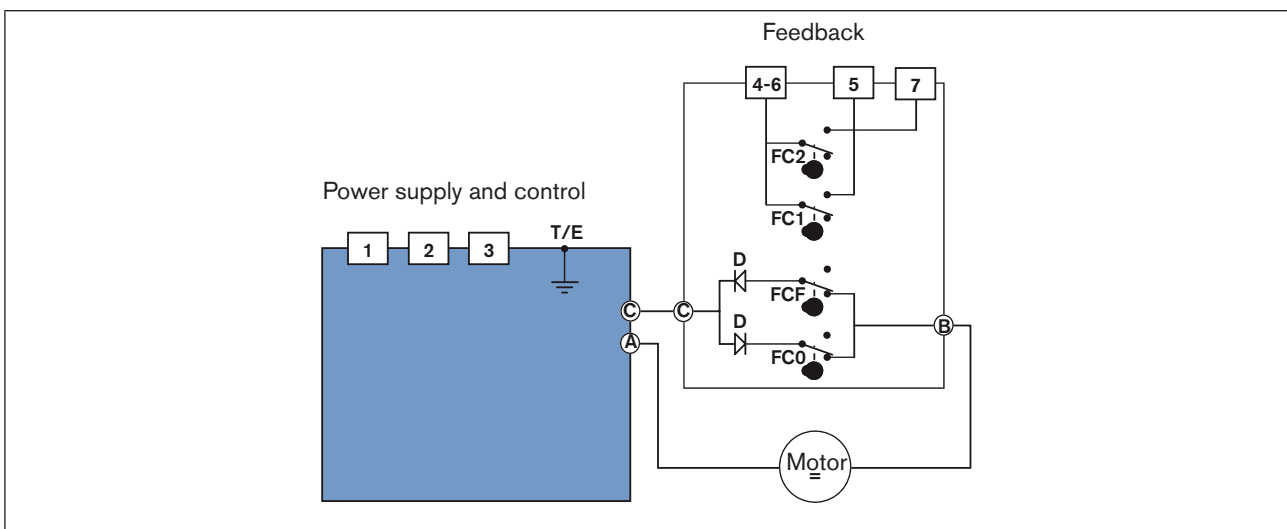 Feedback
4-6 5 7
FC2
Power supply and control
FC1
1 2 3 T/E
D
FCF
C C
D
B
A
FC0
Motor
=